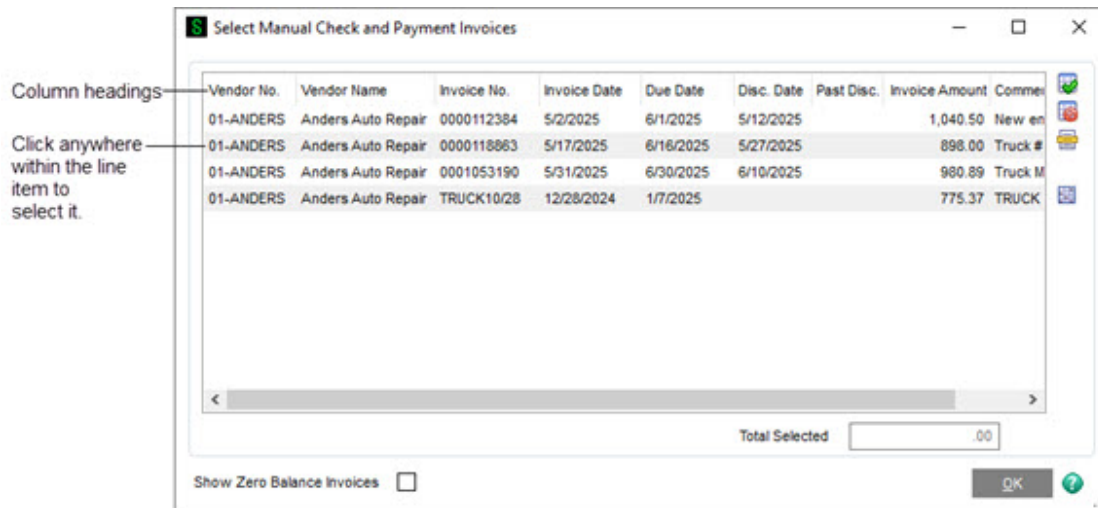 S Select Manual Check and Payment Invoices
Column headings
Vendor No. Vendor Name Invoice No. Invoice Date Due Date Disc. Date Past Disc. Invoice Amount Commen
01-ANDERS Anders Auto Repair 0000112384 5/2/2025 6/1/2025 5/12/2025 1,040.50 New en
Click anywhere
within the line
item to
select it.
01-ANDERS Anders Auto Repair 0000118863 5/17/2025 6/16/2025 5/27/2025 898.00 Truck #
01-ANDERS Anders Auto Repair 0001053190 5/31/2025 6/30/2025 6/10/2025 980.89 Truck M
01-ANDERS Anders Auto Repair TRUCK10/28 12/28/2024 1/7/2025 775.37 TRUCK
Total Selected .00
Show Zero Balance Invoices
OK ?